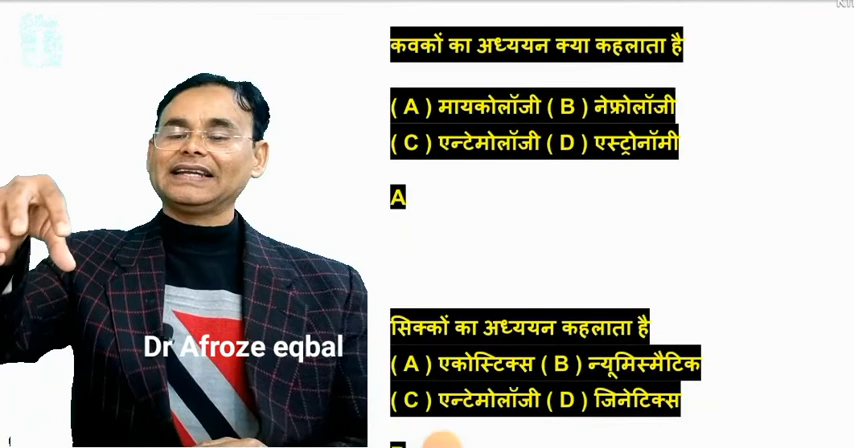 कवकों का अध्ययन क्या कहलाता है
( A ) मायकोलॉजी ( B ) नेफ्रोलॉजी
( C ) एन्टेमोलॉजी ( D ) एस्ट्रोनॉमी
A
Dr Afroze eqbal
सिक्कों का अध्ययन कहलाता है
( A ) एकोस्टिक्स ( B ) न्यूमिस्मैटिक
( C ) एन्टेमोलॉजी ( D ) जिनेटिक्स